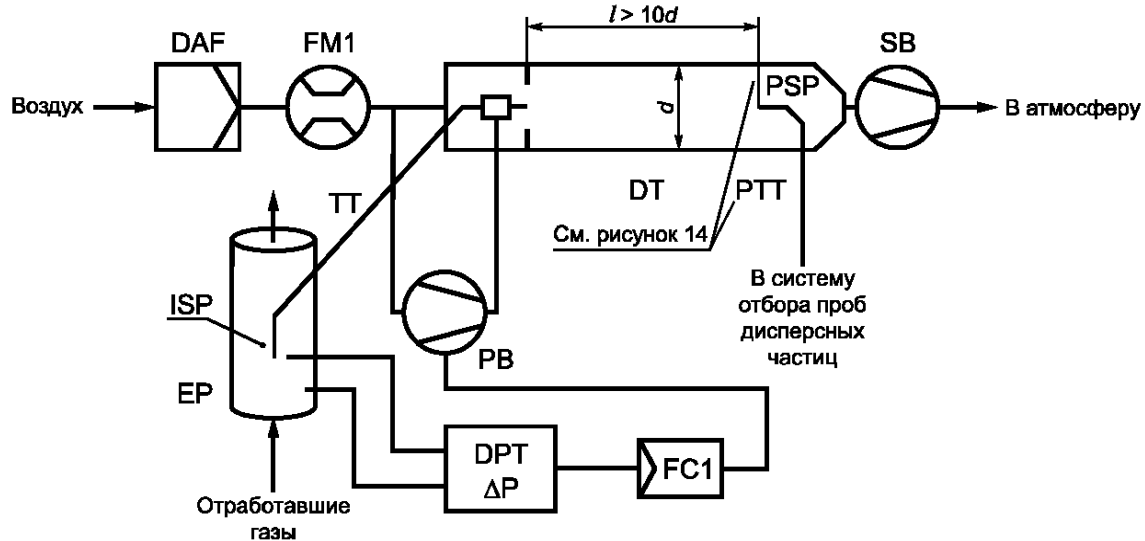 l > 10d
DAF
FM1
SB
PSP
Воздух
d
В атмосферу
TT
DT
PTT
См. рисунок 14
ISP
В систему
отбора проб
дисперсных
частиц
PB
EP
DPT
ΔP
FC1
Отработавшие
газы